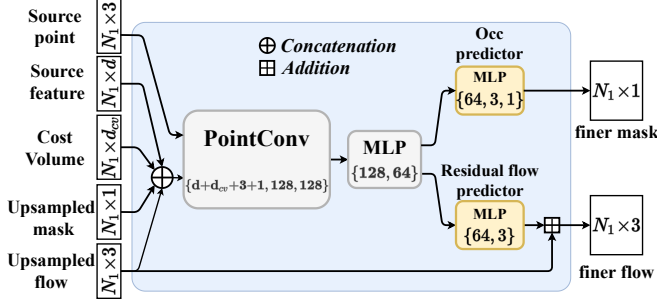 Source
point
N₁×3
Source
feature
N₁×d
Cost
Volume
N₁×d_cv
Upsampled
mask
N₁×1
Upsampled
flow
N₁×3
Concatenation
Addition
PointConv
{d+d_cv+3+1,128,128}
MLP
{128,64}
Occ
predictor
MLP
{64,3,1}
N₁×1
finer mask
Residual flow
predictor
MLP
{64,3}
N₁×3
finer flow